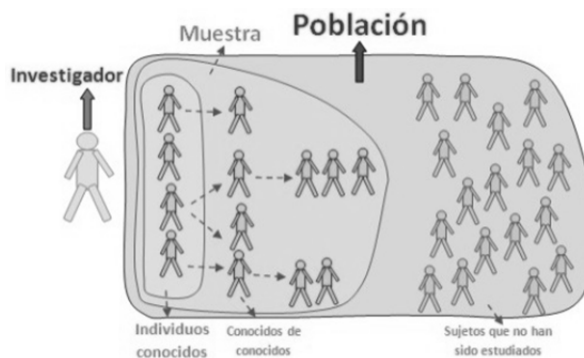 Población
Muestra
Investigador
Individuos
conocidos
Conocidos de
conocidos
Sujetos que no han
sido estudiados